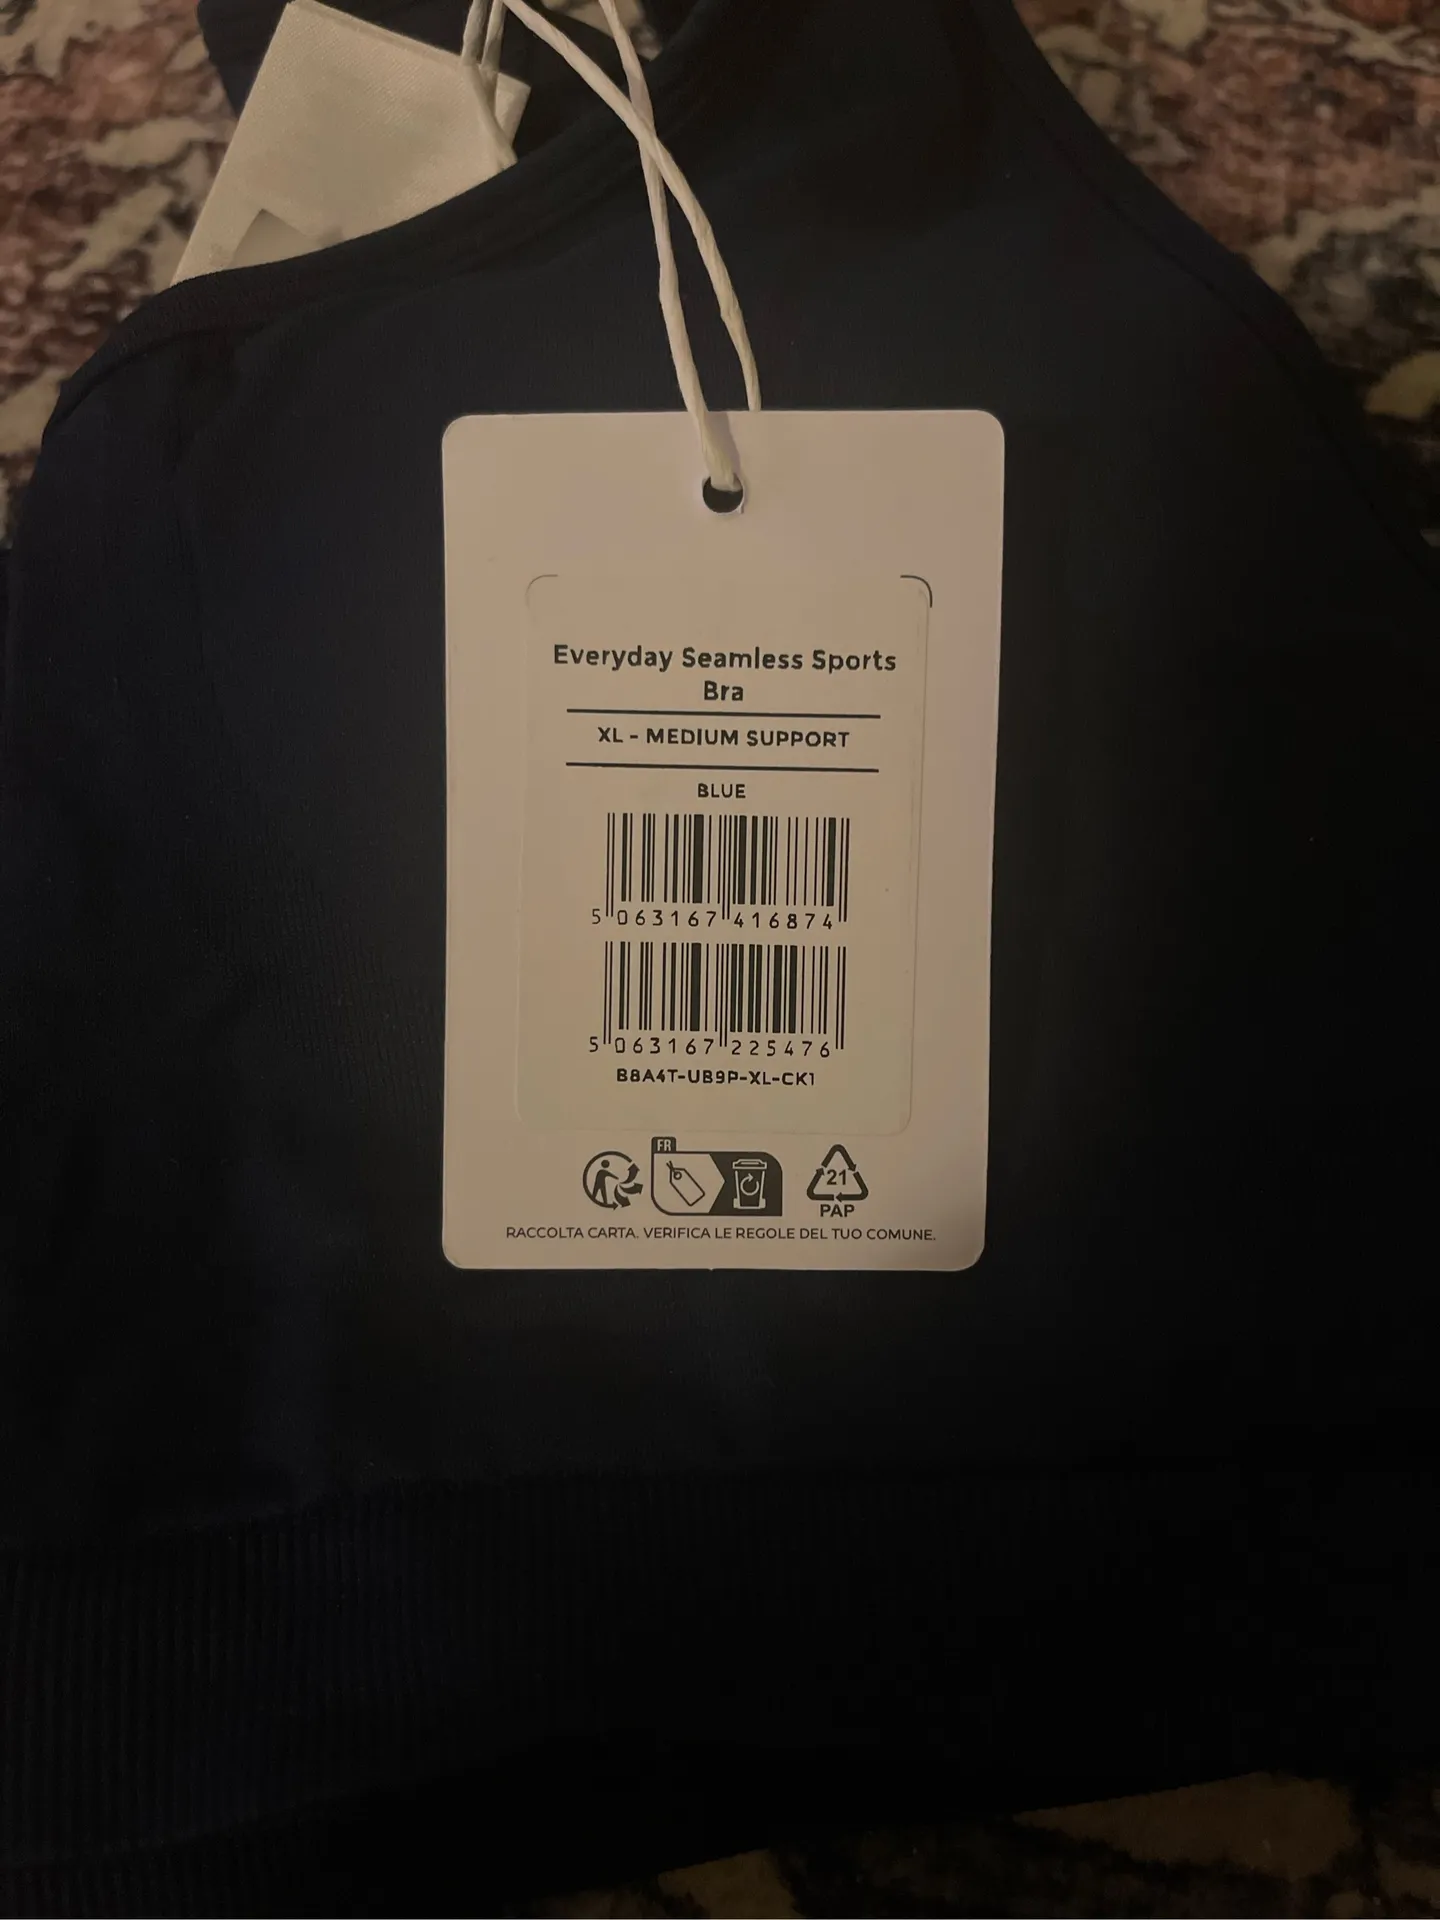 Everyday Seamless Sports
Bra
XL - MEDIUM SUPPORT
BLUE
5 063167 416874
5 063167 225476
B8A4T-UB9P-XL-CK1
FR
21
PAP
RACCOLTA CARTA. VERIFICA LE REGOLE DEL TUO COMUNE.